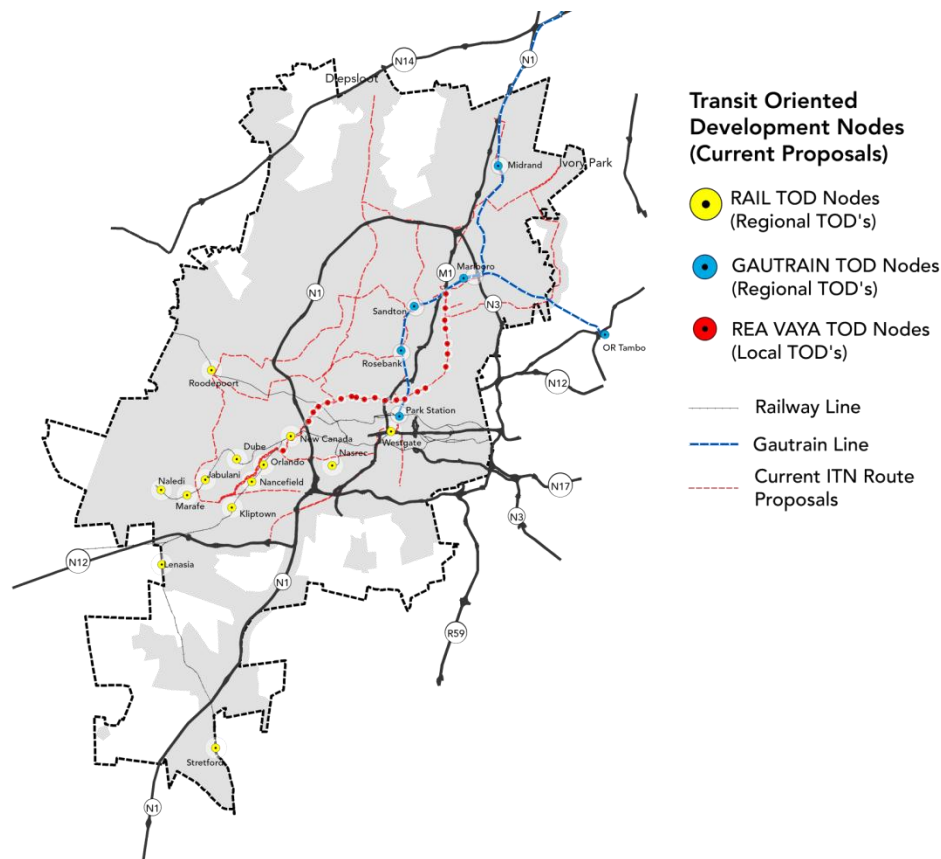 N14
N1
Diepsloot
Midrand
Ivory Park
M1
Marlboro
N1
N3
Sandton
OR Tambo
Rosebank
Roodepoort
N12
Park Station
New Canada
Westgate
Dube
Orlando
Nasrec
Jabulani
Naledi
Nancefield
Marafe
N17
Kliptown
N3
N12
Lenasia
N1
R59
Stretford
N1
Transit Oriented
Development Nodes
(Current Proposals)
RAIL TOD Nodes
(Regional TOD's)
GAUTRAIN TOD Nodes
(Regional TOD's)
REA VAYA TOD Nodes
(Local TOD's)
Railway Line
Gautrain Line
Current ITN Route
Proposals